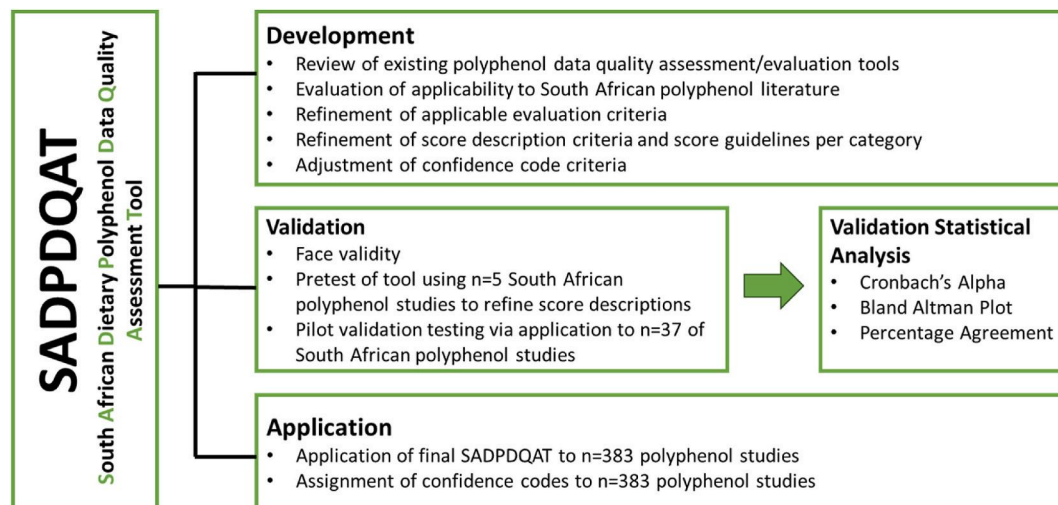 SADPDQAT
South African Dietary Polyphenol Data Quality
Assessment Tool
Development
• Review of existing polyphenol data quality assessment/evaluation tools
• Evaluation of applicability to South African polyphenol literature
• Refinement of applicable evaluation criteria
• Refinement of score description criteria and score guidelines per category
• Adjustment of confidence code criteria
Validation
• Face validity
• Pretest of tool using n=5 South African
polyphenol studies to refine score descriptions
• Pilot validation testing via application to n=37 of
South African polyphenol studies
Validation Statistical
Analysis
• Cronbach's Alpha
• Bland Altman Plot
• Percentage Agreement
Application
• Application of final SADPDQAT to n=383 polyphenol studies
• Assignment of confidence codes to n=383 polyphenol studies